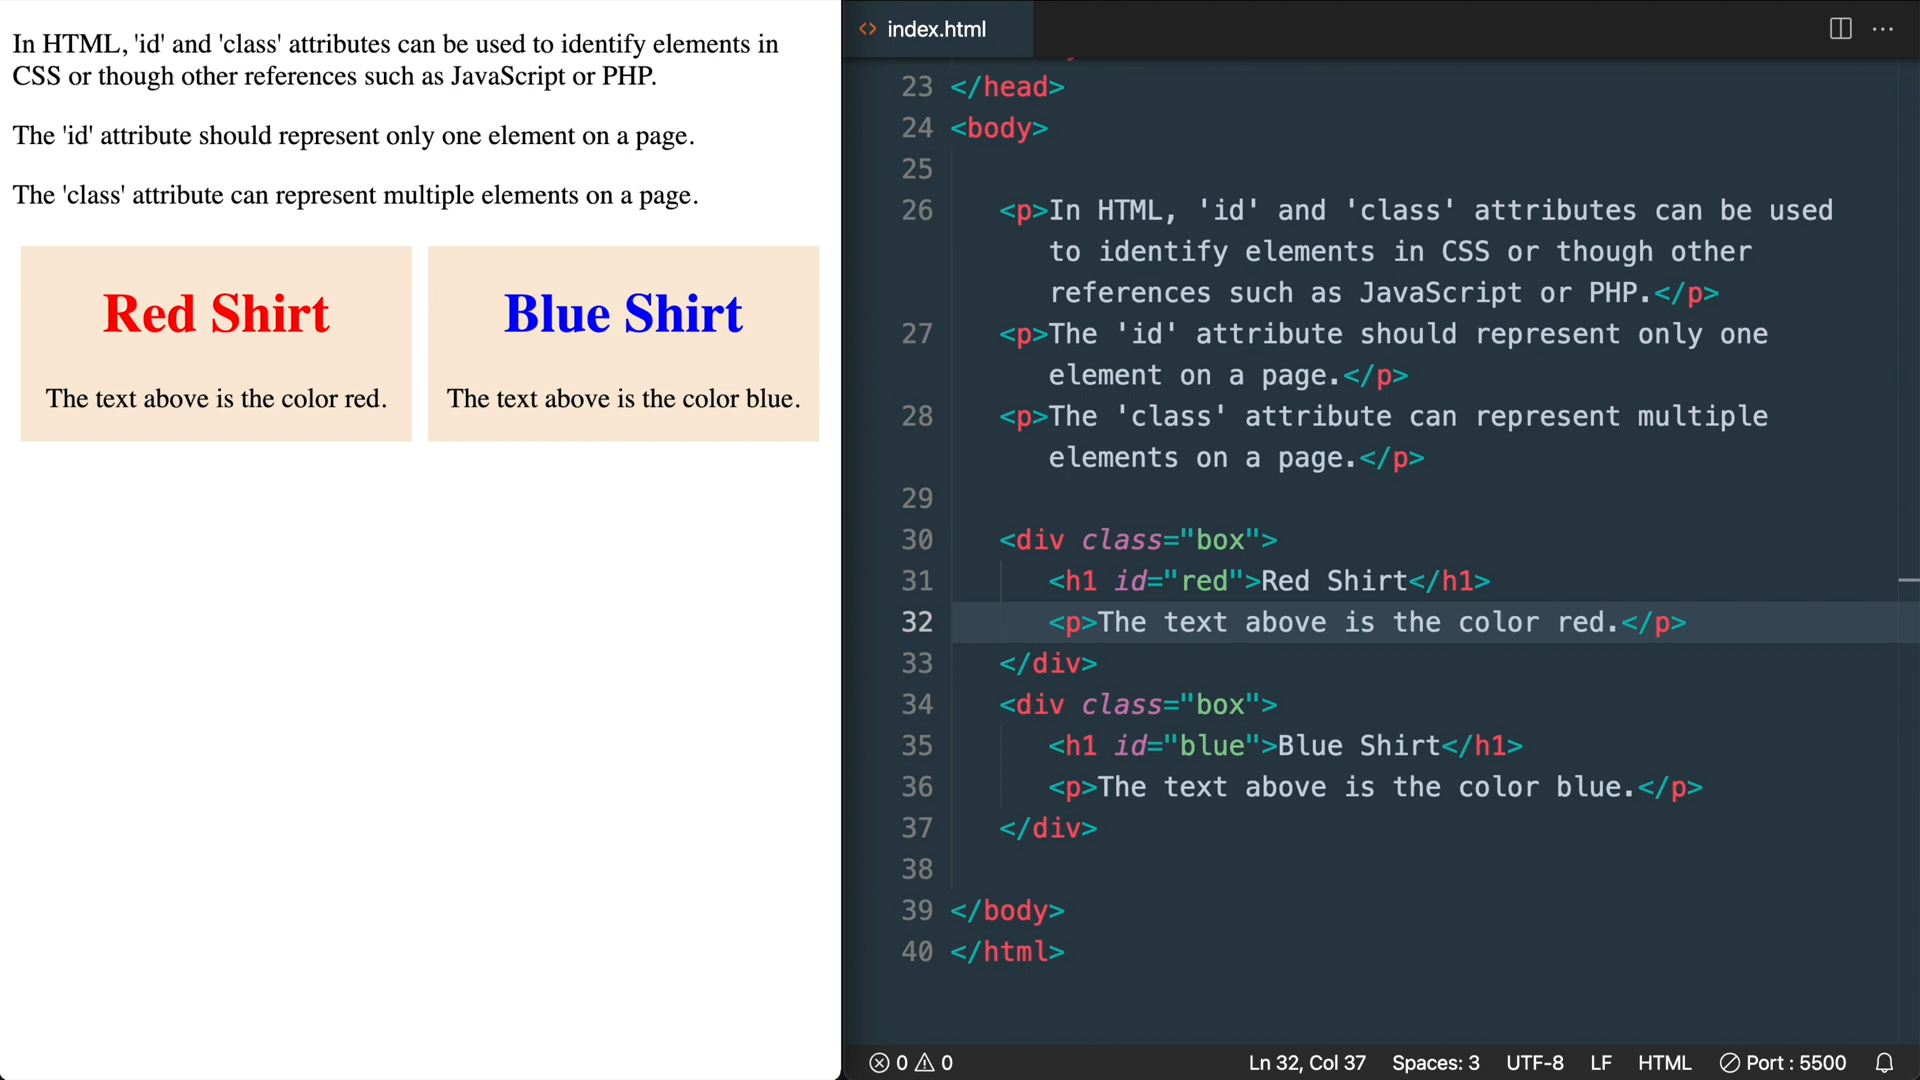 In HTML, 'id' and 'class' attributes can be used to identify elements in
CSS or though other references such as JavaScript or PHP.
The 'id' attribute should represent only one element on a page.
The 'class' attribute can represent multiple elements on a page.
Red Shirt
The text above is the color red.
Blue Shirt
The text above is the color blue.
<> index.html
23 </head>
24 <body>
25
26 <p>In HTML, 'id' and 'class' attributes can be used
to identify elements in CSS or though other
references such as JavaScript or PHP.</p>
27 <p>The 'id' attribute should represent only one
element on a page.</p>
28 <p>The 'class' attribute can represent multiple
elements on a page.</p>
29
30 <div class="box">
31 <h1 id="red">Red Shirt</h1>
32 <p>The text above is the color red.</p>
33 </div>
34 <div class="box">
35 <h1 id="blue">Blue Shirt</h1>
36 <p>The text above is the color blue.</p>
37 </div>
38
39 </body>
40 </html>
0 0 Ln 32, Col 37 Spaces: 3 UTF-8 LF HTML Port : 5500